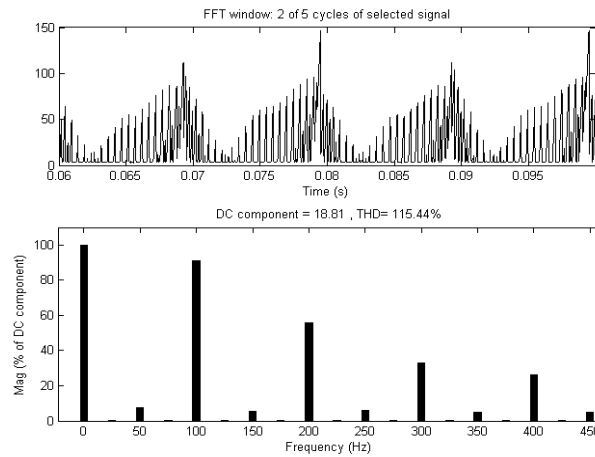 FFT window: 2 of 5 cycles of selected signal
150
100
50
0
0.06 0.065 0.07 0.075 0.08 0.085 0.09 0.095
Time (s)
DC component = 18.81 , THD= 115.44%
100
80
60
40
20
0
Mag (% of DC component)
0 50 100 150 200 250 300 350 400 450
Frequency (Hz)